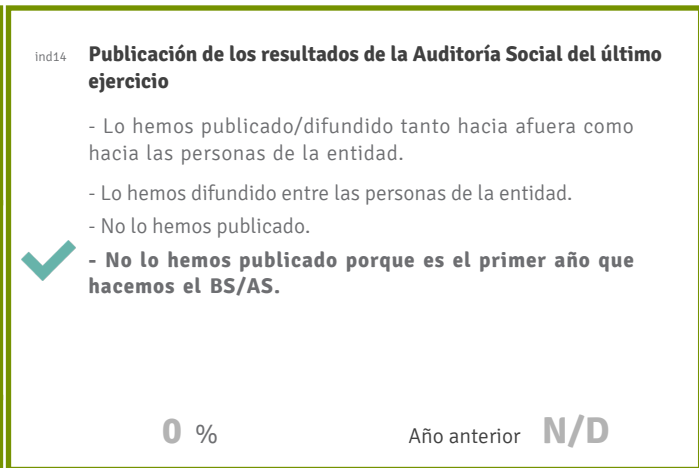 ind14 Publicación de los resultados de la Auditoría Social del último
ejercicio
- Lo hemos publicado/difundido tanto hacia afuera como
hacia las personas de la entidad.
- Lo hemos difundido entre las personas de la entidad.
- No lo hemos publicado.
- No lo hemos publicado porque es el primer año que
hacemos el BS/AS.
0 % Año anterior N/D